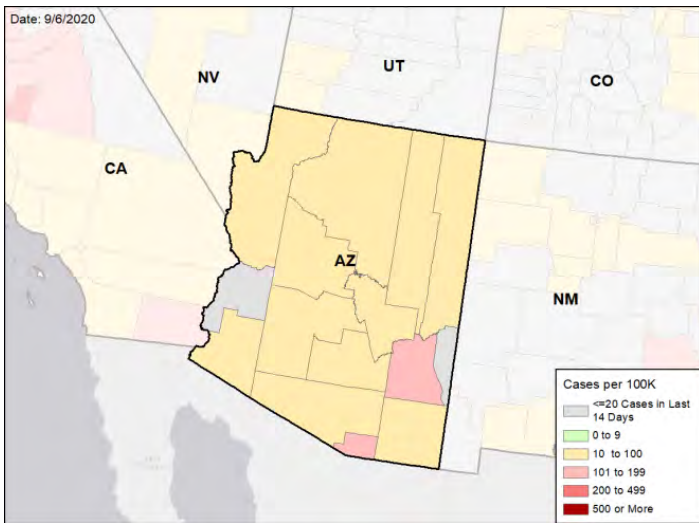 Date: 9/6/2020
UT
NV
CO
CA
AZ
NM
Cases per 100K
<=20 Cases in Last
14 Days
0 to 9
10 to 100
101 to 199
200 to 499
500 or More